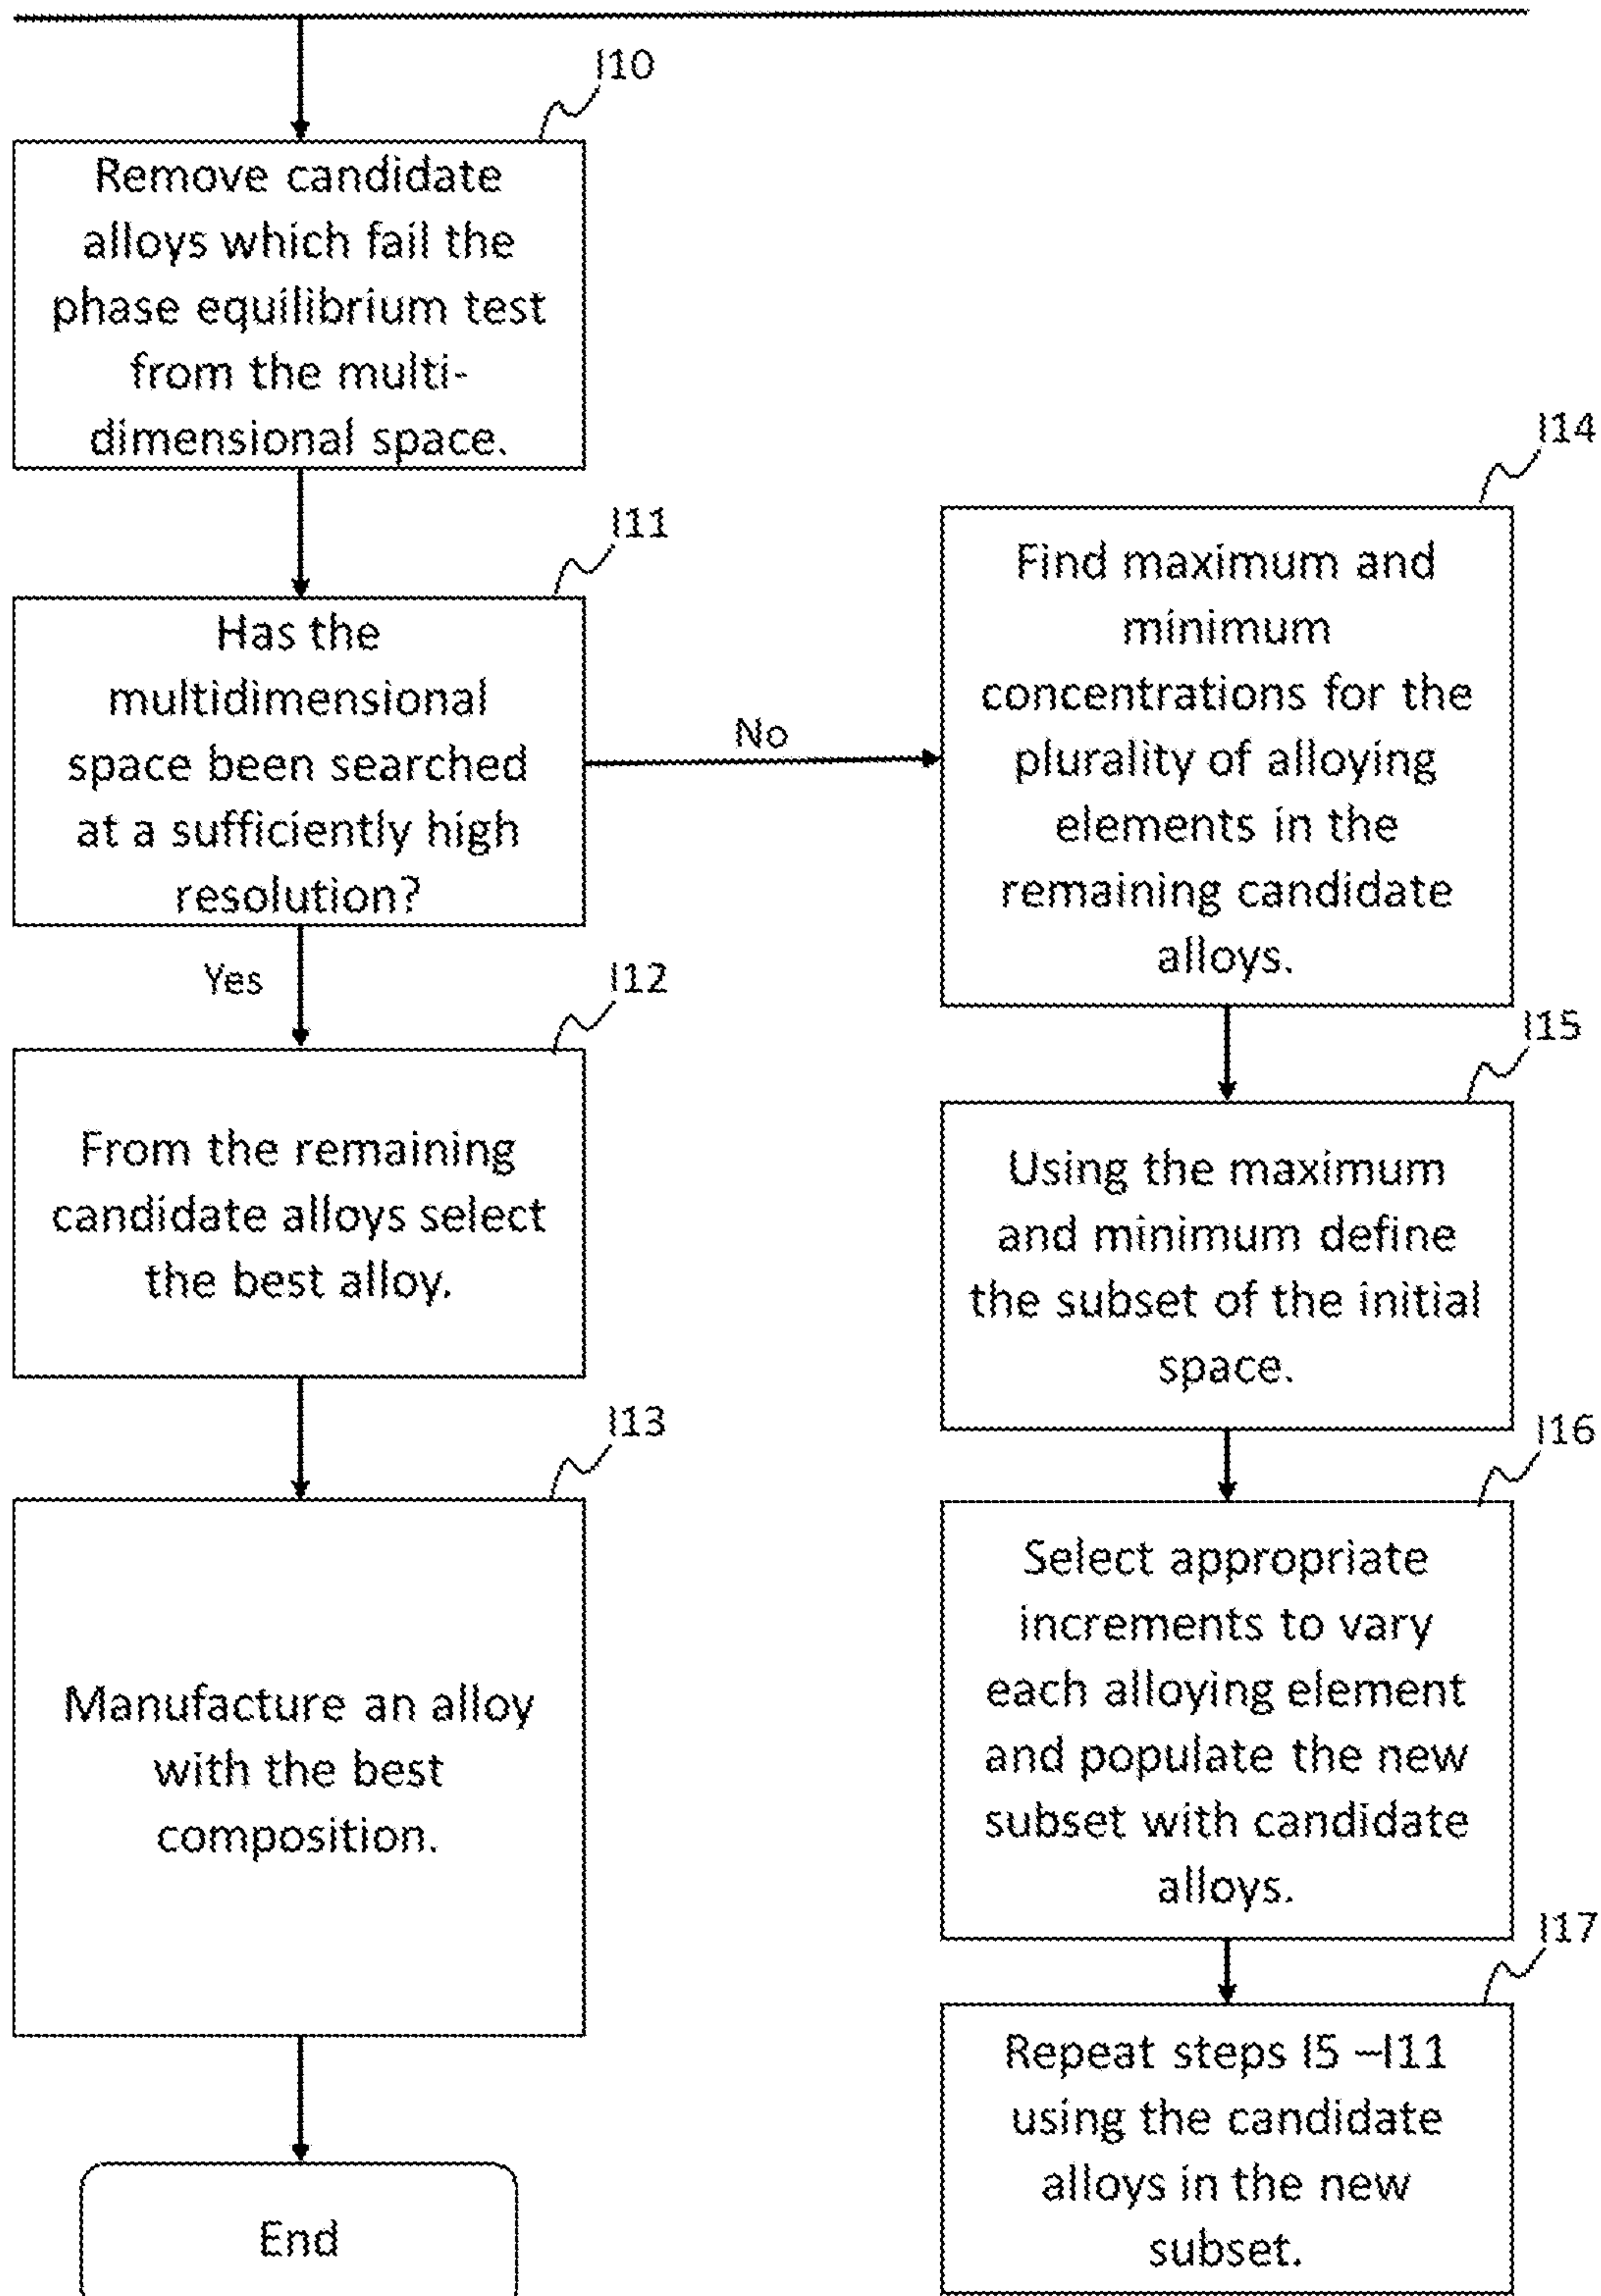 I10
Remove candidate
alloys which fail the
phase equilibrium test
from the multi-
dimensional space.
I11
Has the
multidimensional
space been searched
at a sufficiently high
resolution?
No
Yes
I12
From the remaining
candidate alloys select
the best alloy.
I13
Manufacture an alloy
with the best
composition.
End
I14
Find maximum and
minimum
concentrations for the
plurality of alloying
elements in the
remaining candidate
alloys.
I15
Using the maximum
and minimum define
the subset of the initial
space.
I16
Select appropriate
increments to vary
each alloying element
and populate the new
subset with candidate
alloys.
I17
Repeat steps I5 –I11
using the candidate
alloys in the new
subset.